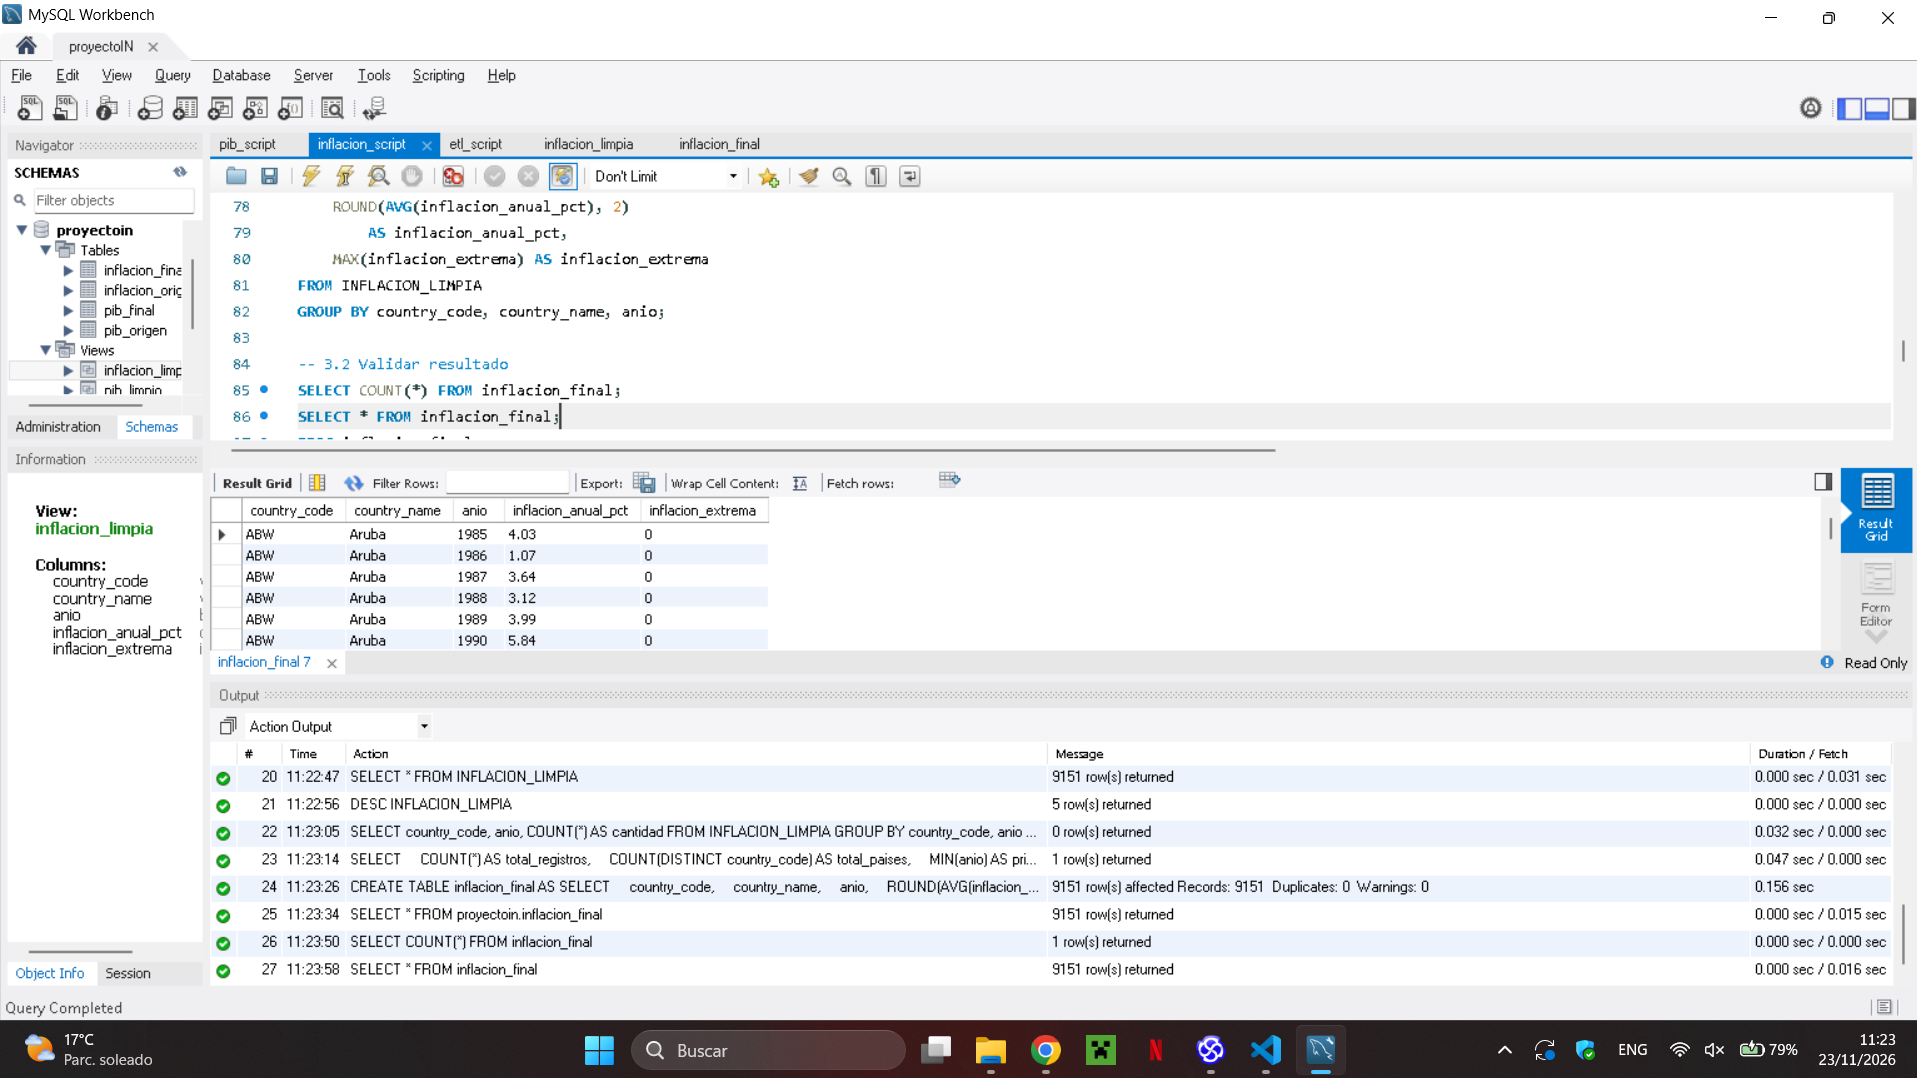 MySQL Workbench
proyectoIN
File Edit View Query Database Server Tools Scripting Help
Navigator
SCHEMAS
Filter objects
proyectoin
Tables
inflacion_fina
inflacion_orig
pib_final
pib_origen
Views
inflacion_limp
pib_limpio
Administration Schemas
Information
View:
inflacion_limpia
Columns:
country_code
country_name
anio
inflacion_anual_pct
inflacion_extrema
Object Info Session
pib_script inflacion_script etl_script inflacion_limpia inflacion_final
Don't Limit
78 ROUND(AVG(inflacion_anual_pct), 2)
79 AS inflacion_anual_pct,
80 MAX(inflacion_extrema) AS inflacion_extrema
81 FROM INFLACION_LIMPIA
82 GROUP BY country_code, country_name, anio;
83
84 -- 3.2 Validar resultado
85 SELECT COUNT(*) FROM inflacion_final;
86 SELECT * FROM inflacion_final;
Result Grid Filter Rows: Export: Wrap Cell Content: Fetch rows:
country_code country_name anio inflacion_anual_pct inflacion_extrema
ABW Aruba 1985 4.03 0
ABW Aruba 1986 1.07 0
ABW Aruba 1987 3.64 0
ABW Aruba 1988 3.12 0
ABW Aruba 1989 3.99 0
ABW Aruba 1990 5.84 0
Result
Grid
Form
Editor
inflacion_final 7
Read Only
Output
Action Output
# Time Action Message Duration / Fetch
20 11:22:47 SELECT * FROM INFLACION_LIMPIA 9151 row(s) returned 0.000 sec / 0.031 sec
21 11:22:56 DESC INFLACION_LIMPIA 5 row(s) returned 0.000 sec / 0.000 sec
22 11:23:05 SELECT country_code, anio, COUNT(*) AS cantidad FROM INFLACION_LIMPIA GROUP BY country_code, anio ... 0 row(s) returned 0.032 sec / 0.000 sec
23 11:23:14 SELECT COUNT(*) AS total_registros, COUNT(DISTINCT country_code) AS total_paises, MIN(anio) AS pri... 1 row(s) returned 0.047 sec / 0.000 sec
24 11:23:26 CREATE TABLE inflacion_final AS SELECT country_code, country_name, anio, ROUND(AVG(inflacion_... 9151 row(s) affected Records: 9151 Duplicates: 0 Warnings: 0 0.156 sec
25 11:23:34 SELECT * FROM proyectoin.inflacion_final 9151 row(s) returned 0.000 sec / 0.015 sec
26 11:23:50 SELECT COUNT(*) FROM inflacion_final 1 row(s) returned 0.000 sec / 0.000 sec
27 11:23:58 SELECT * FROM inflacion_final 9151 row(s) returned 0.000 sec / 0.016 sec
Query Completed
17°C
Parc. soleado
Buscar
ENG
79%
11:23
23/11/2026